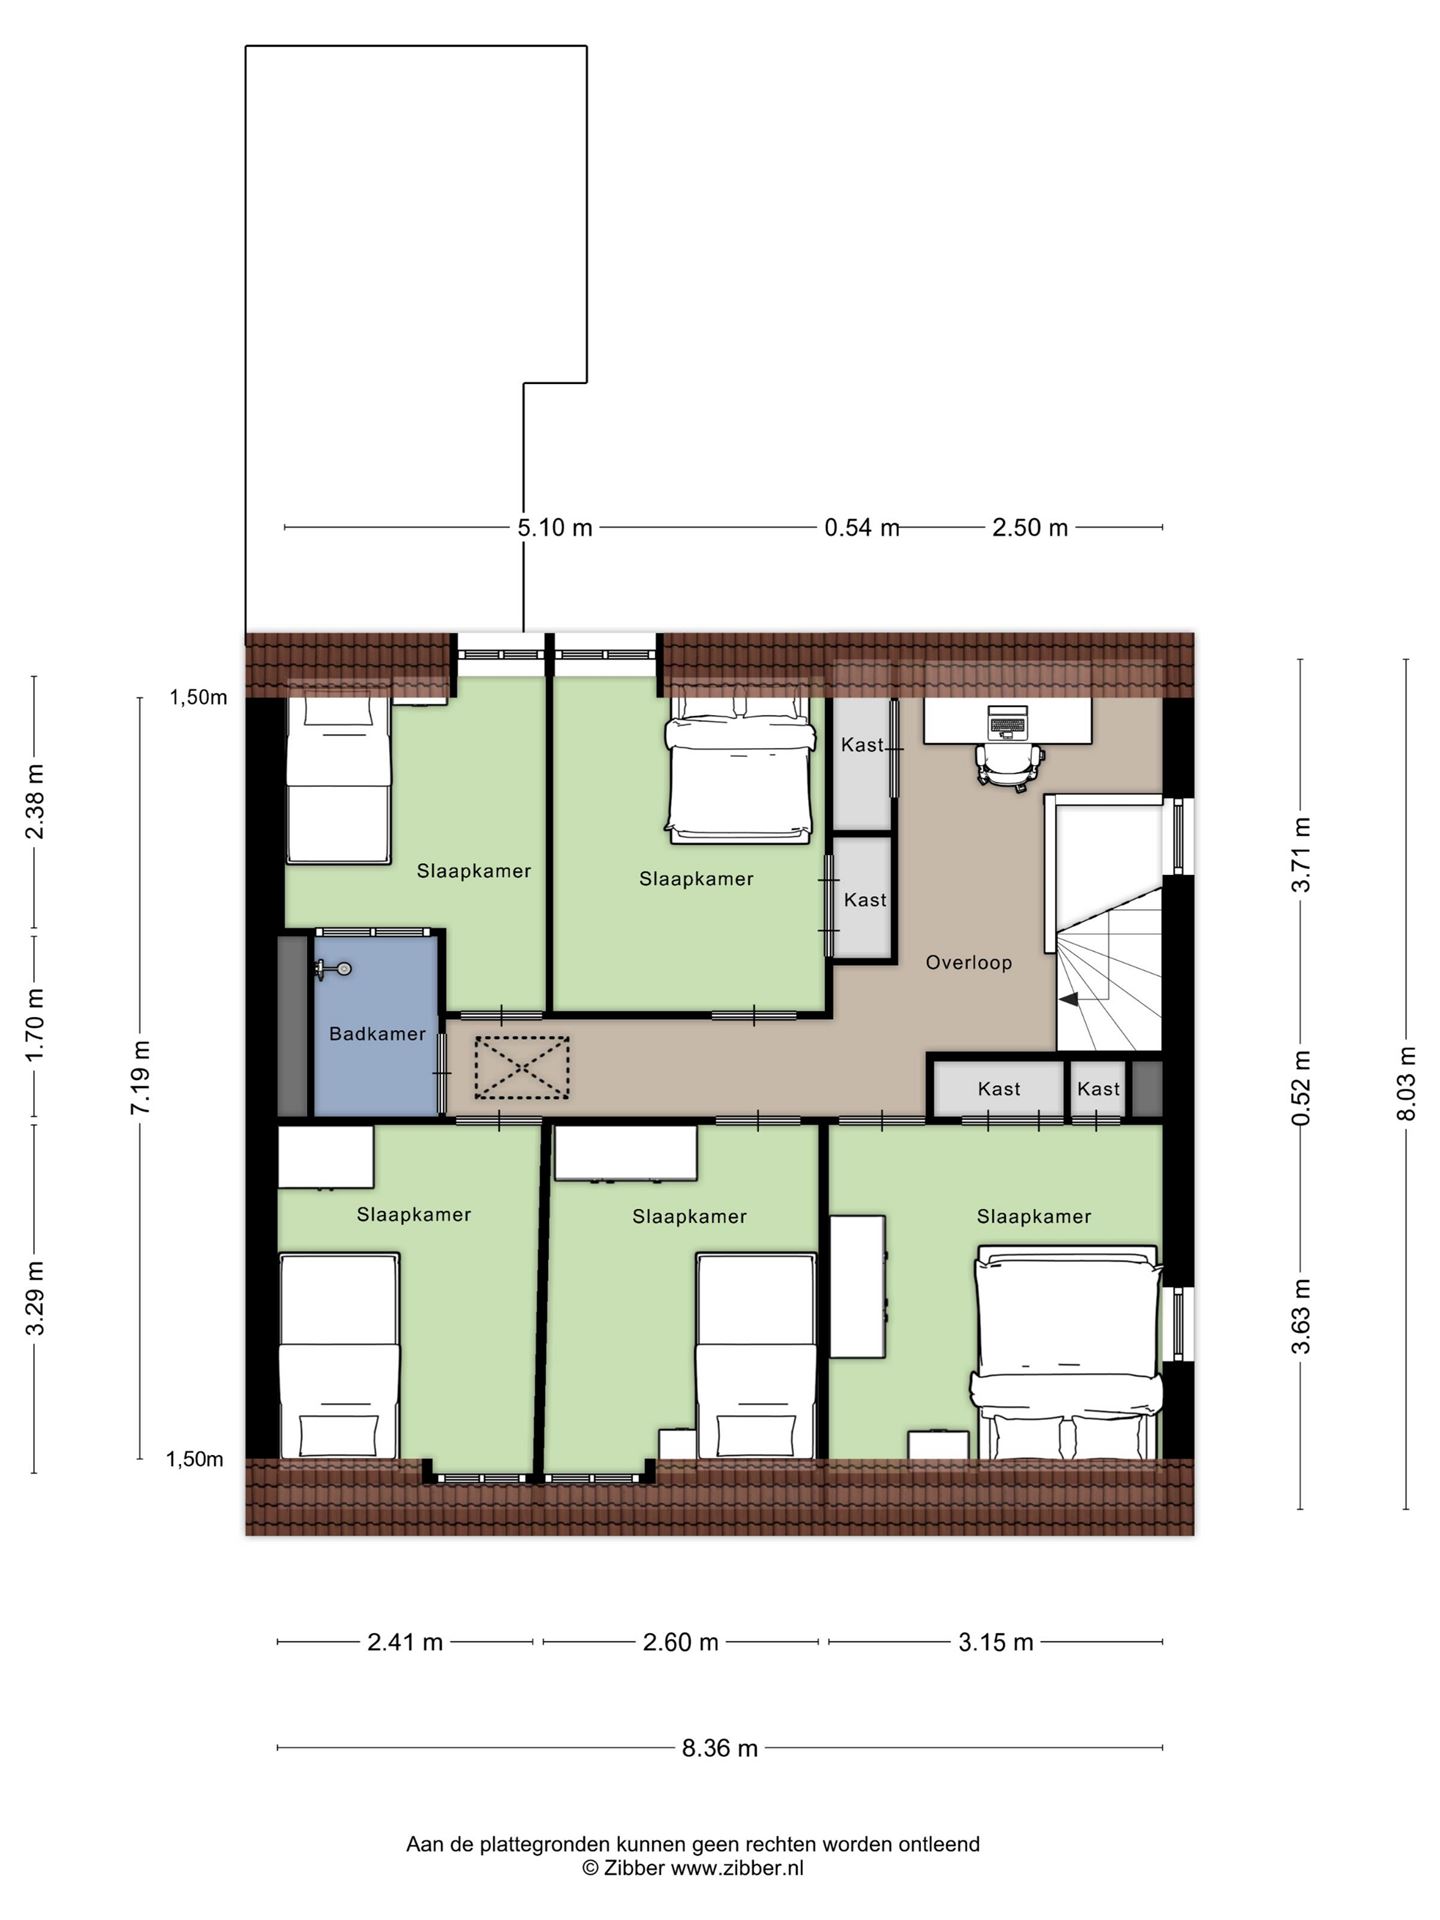 5.10 m
0.54 m
2.50 m
1,50m
2.38 m
Kast
3.71 m
Slaapkamer
Slaapkamer
Kast
Overloop
1.70 m
Badkamer
7.19 m
Kast
Kast
0.52 m
8.03 m
Slaapkamer
Slaapkamer
Slaapkamer
3.29 m
3.63 m
1,50m
2.41 m
2.60 m
3.15 m
8.36 m
Aan de plattegronden kunnen geen rechten worden ontleend
© Zibber www.zibber.nl